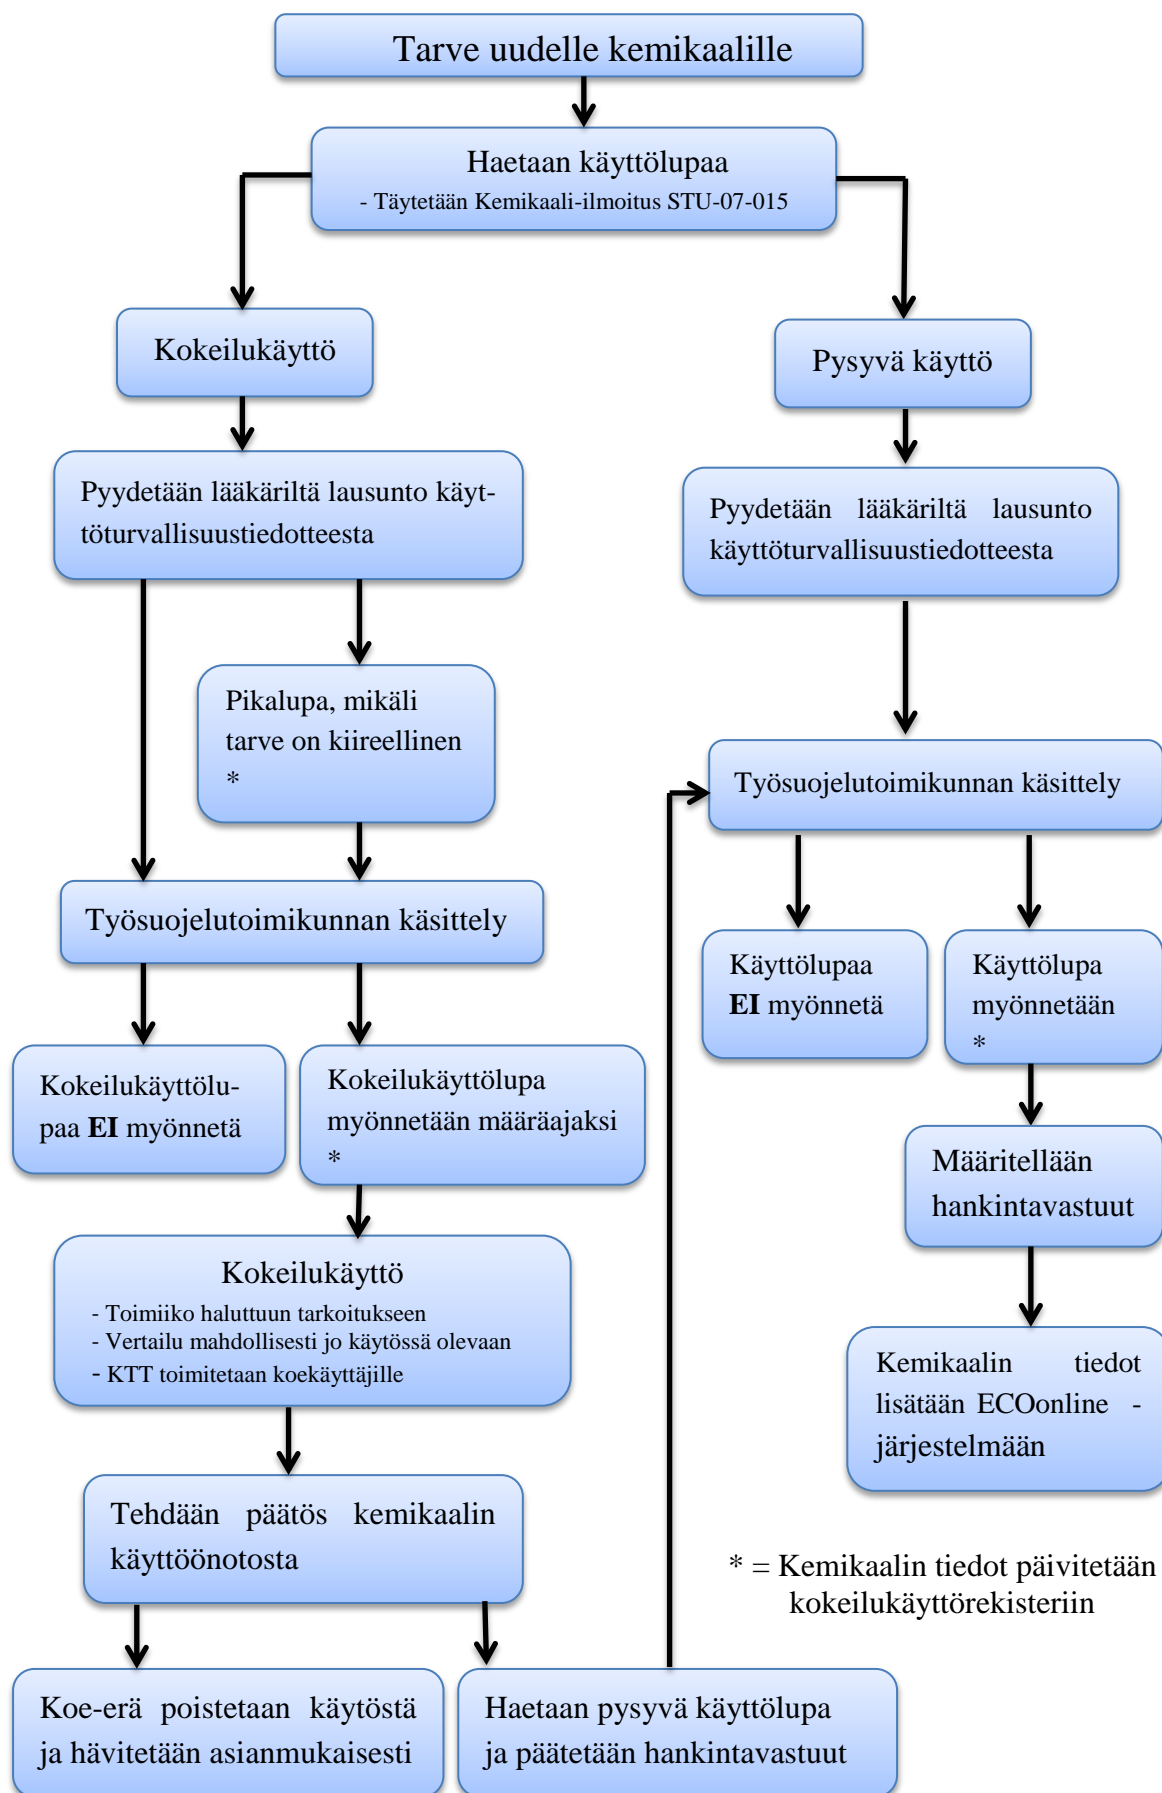 Tarve uudelle kemikaalille
Haetaan käyttölupaa
- Täytetään Kemikaali-ilmoitus STU-07-015
Kokeilukäyttö
Pyydetään lääkäriltä lausunto käyt-
töturvallisuustiedotteesta
Pikalupa, mikäli
tarve on kiireellinen
*
Työsuojelutoimikunnan käsittely
Kokeilukäyttölu-
paa EI myönnetä
Kokeilukäyttölupa
myönnetään määräajaksi
*
Kokeilukäyttö
- Toimiiko haluttuun tarkoitukseen
- Vertailu mahdollisesti jo käytössä olevaan
- KTT toimitetaan koekäyttäjille
Tehdään päätös kemikaalin
käyttöönotosta
Koe-erä poistetaan käytöstä
ja hävitetään asianmukaisesti
Haetaan pysyvä käyttölupa
ja päätetään hankintavastuut
Pysyvä käyttö
Pyydetään lääkäriltä lausunto
käyttöturvallisuustiedotteesta
Työsuojelutoimikunnan käsittely
Käyttölupaa
EI myönnetä
Käyttölupa
myönnetään
*
Määritellään
hankintavastuut
Kemikaalin tiedot
lisätään ECOonline -
järjestelmään
* = Kemikaalin tiedot päivitetään
kokeilukäyttörekisteriin